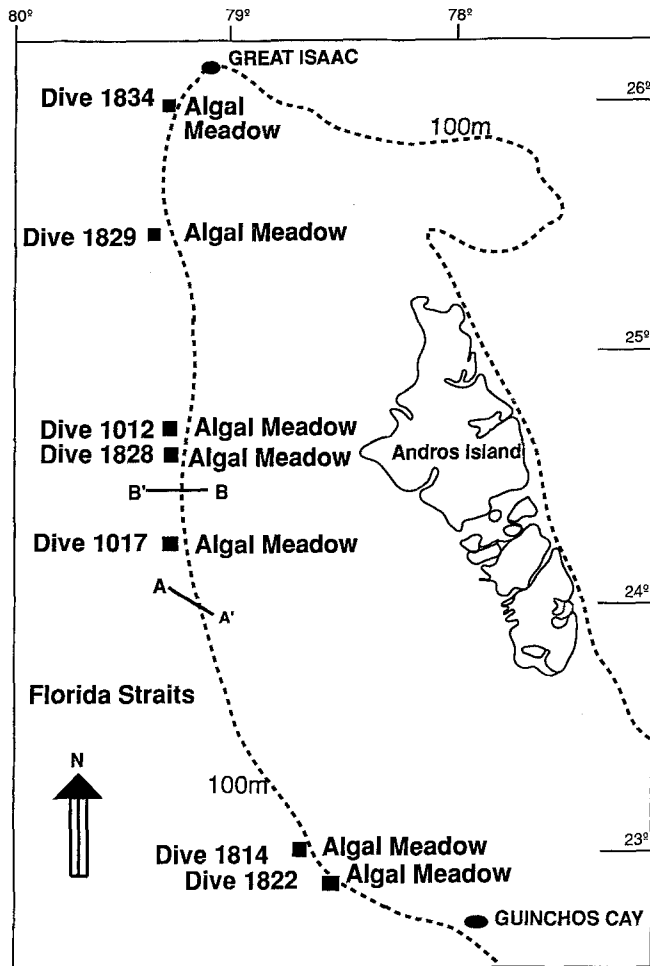 80º 79º 78º
GREAT ISAAC
26º
Dive 1834
Algal
Meadow
100m
Dive 1829 Algal Meadow
25º
Dive 1012 Algal Meadow
Dive 1828 Algal Meadow
Andros Island
B' B
Dive 1017 Algal Meadow
A
A'
24º
Florida Straits
N
100m
23º
Dive 1814 Algal Meadow
Dive 1822 Algal Meadow
GUINCHOS CAY